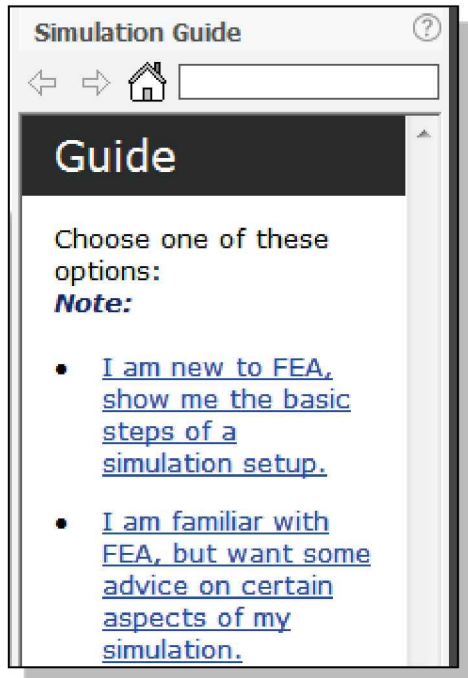 Simulation Guide
Guide
Choose one of these
options:
Note:
• I am new to FEA,
show me the basic
steps of a
simulation setup.
• I am familiar with
FEA, but want some
advice on certain
aspects of my
simulation.